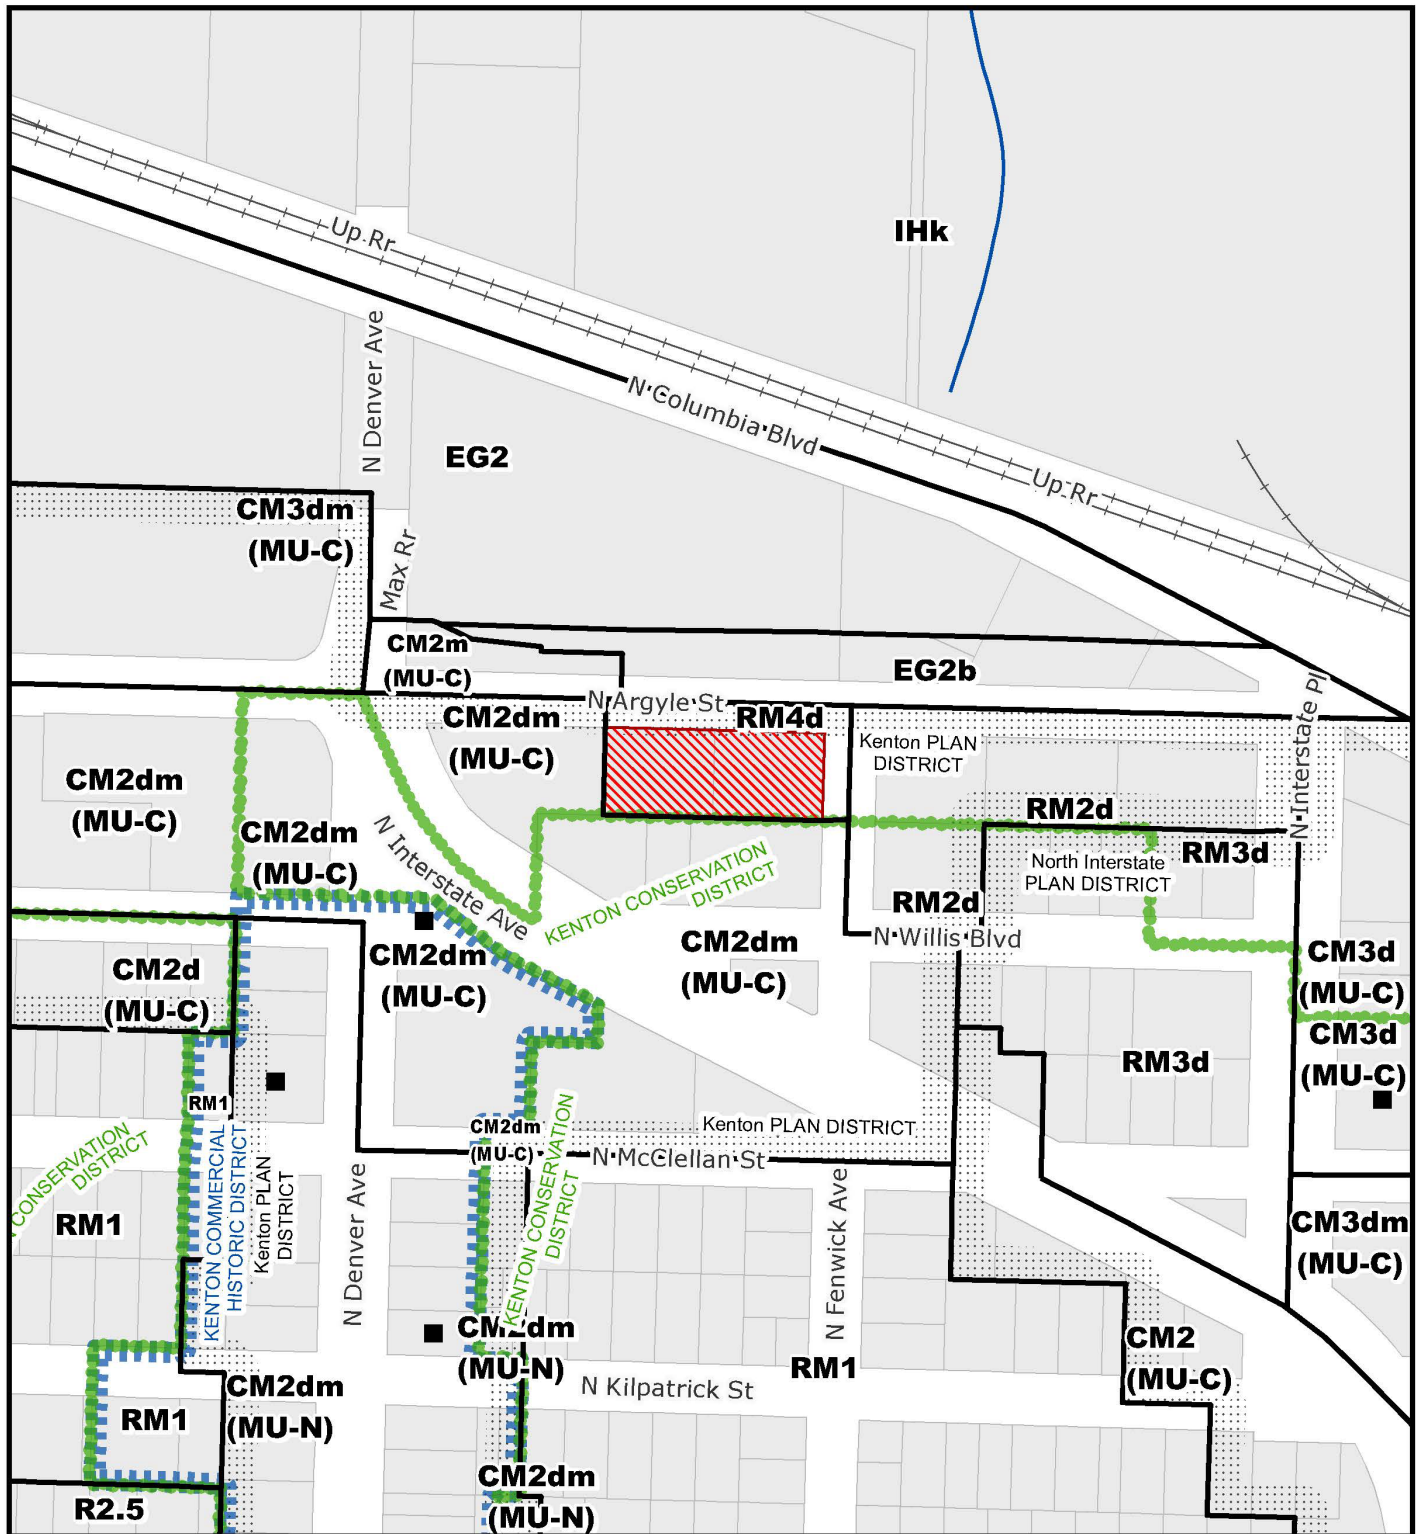 IHk
Up Rr
N Denver Ave
N Columbia Blvd
EG2
Up Rr
CM3dm
(MU-C)
Max Rr
CM2m
(MU-C)
EG2b
N Argyle St
N Interstate Pl
CM2dm
(MU-C)
RM4d
Kenton PLAN
DISTRICT
CM2dm
(MU-C)
CM2dm
(MU-C)
N Interstate Ave
RM2d
RM3d
North Interstate
PLAN DISTRICT
KENTON CONSERVATION
DISTRICT
RM2d
N Willis Blvd
CM2dm
(MU-C)
CM2dm
(MU-C)
CM3d
(MU-C)
CM2d
(MU-C)
CM3d
(MU-C)
RM3d
RM1
CM2dm
(MU-C)
Kenton PLAN DISTRICT
N McClellan St
CONSERVATION
DISTRICT
KENTON COMMERCIAL
HISTORIC DISTRICT
Kenton PLAN
DISTRICT
KENTON CONSERVATION
DISTRICT
RM1
N Denver Ave
N Fenwick Ave
CM3dm
(MU-C)
CM2dm
(MU-N)
RM1
CM2
(MU-C)
N Kilpatrick St
CM2dm
(MU-N)
RM1
CM2dm
(MU-N)
R2.5